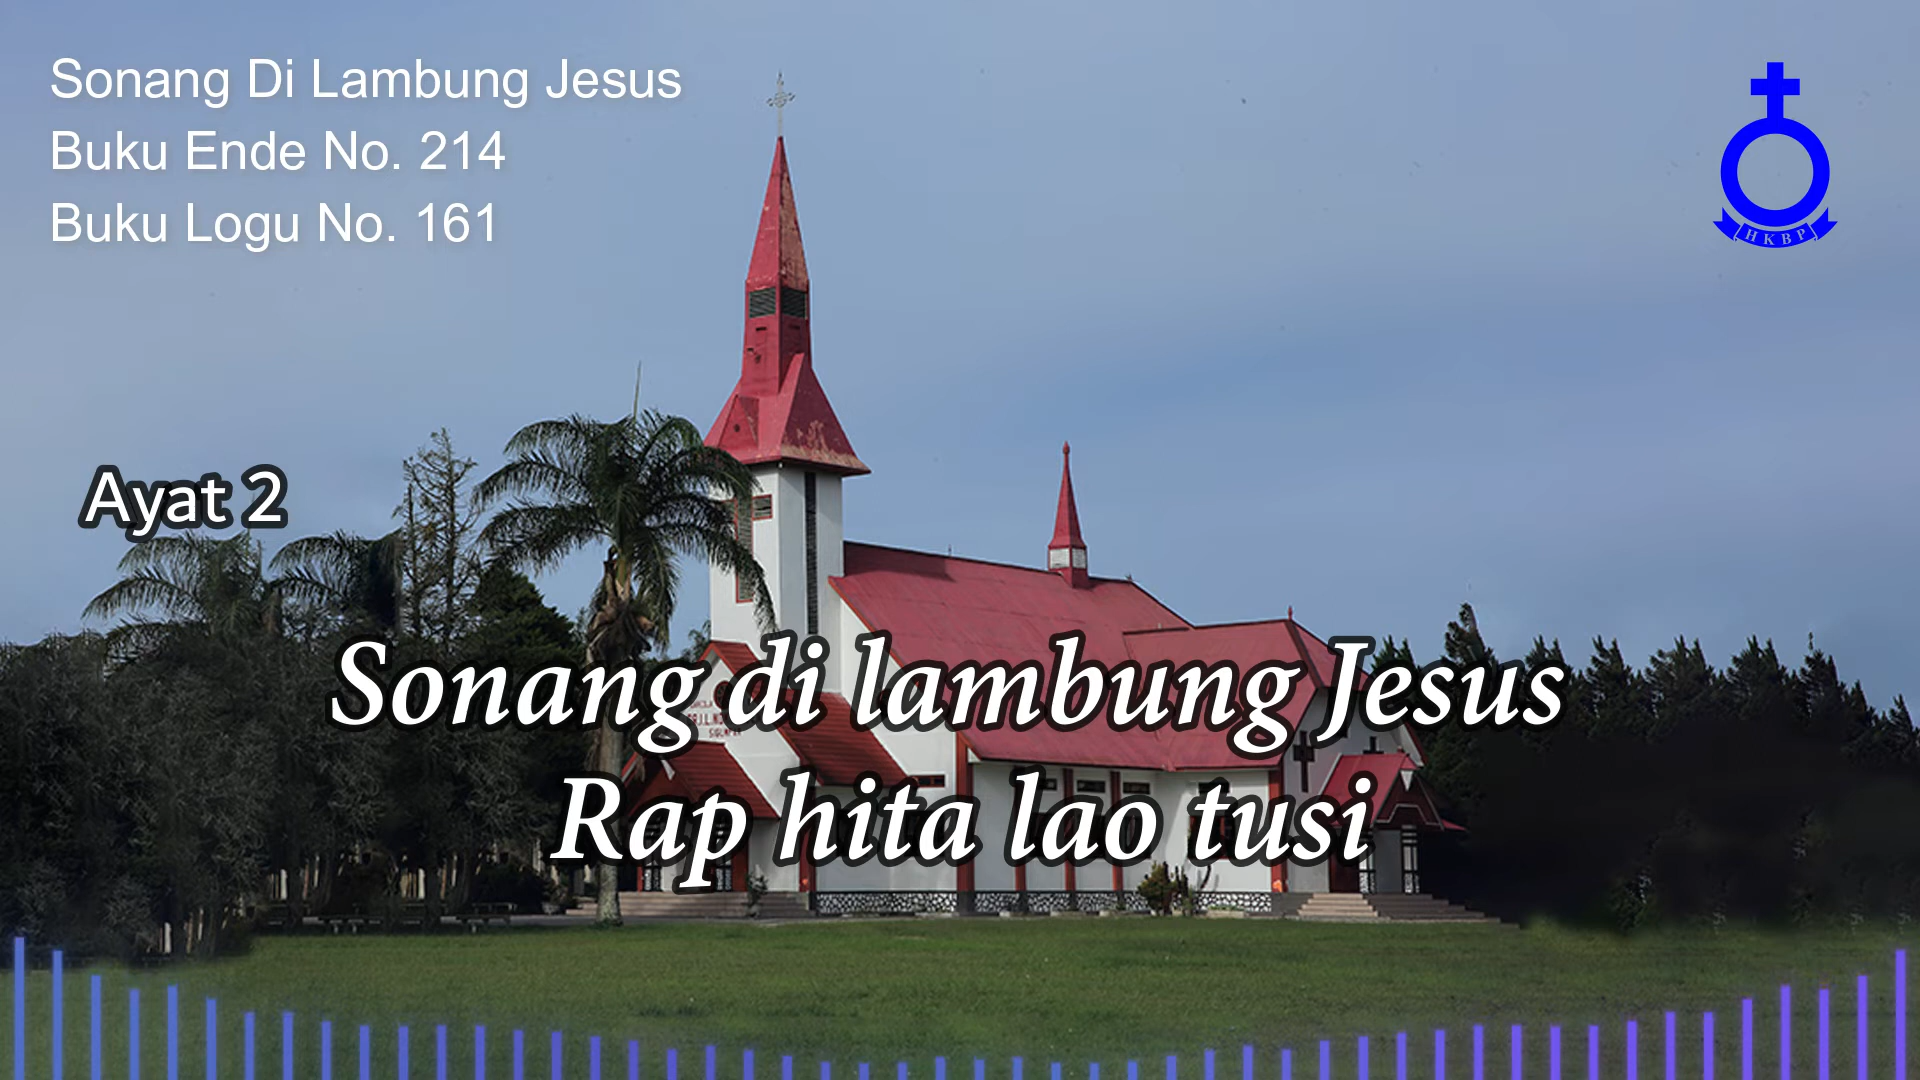 Sonang Di Lambung Jesus
Buku Ende No. 214
Buku Logu No. 161
HKBP
Ayat 2
Sonang di lambung Jesus
Rap hita lao tusi